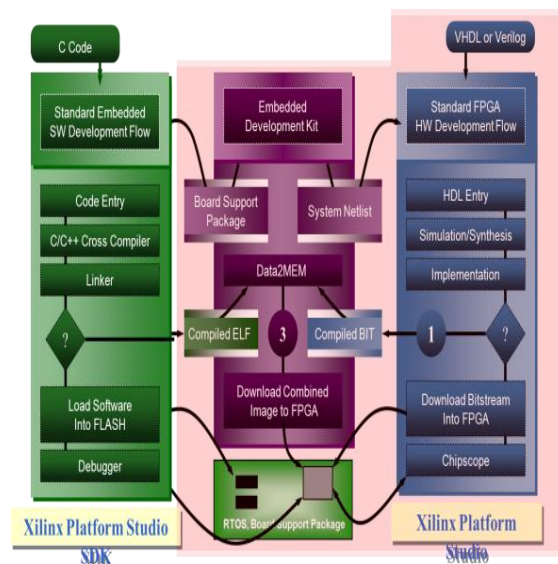 C Code
Standard Embedded
SW Development Flow
Code Entry
C/C++ Cross Compiler
Linker
?
Load Software
Into FLASH
Debugger
Xilinx Platform Studio
SDK
Embedded
Development Kit
Board Support
Package
System Netlist
Data2MEM
Compiled ELF
3
Compiled BIT
Download Combined
Image to FPGA
RTOS, Board Support Package
VHDL or Verilog
Standard FPGA
HW Development Flow
HDL Entry
Simulation/Synthesis
Implementation
1
?
Download Bitstream
Into FPGA
Chipscope
Xilinx Platform
Studio